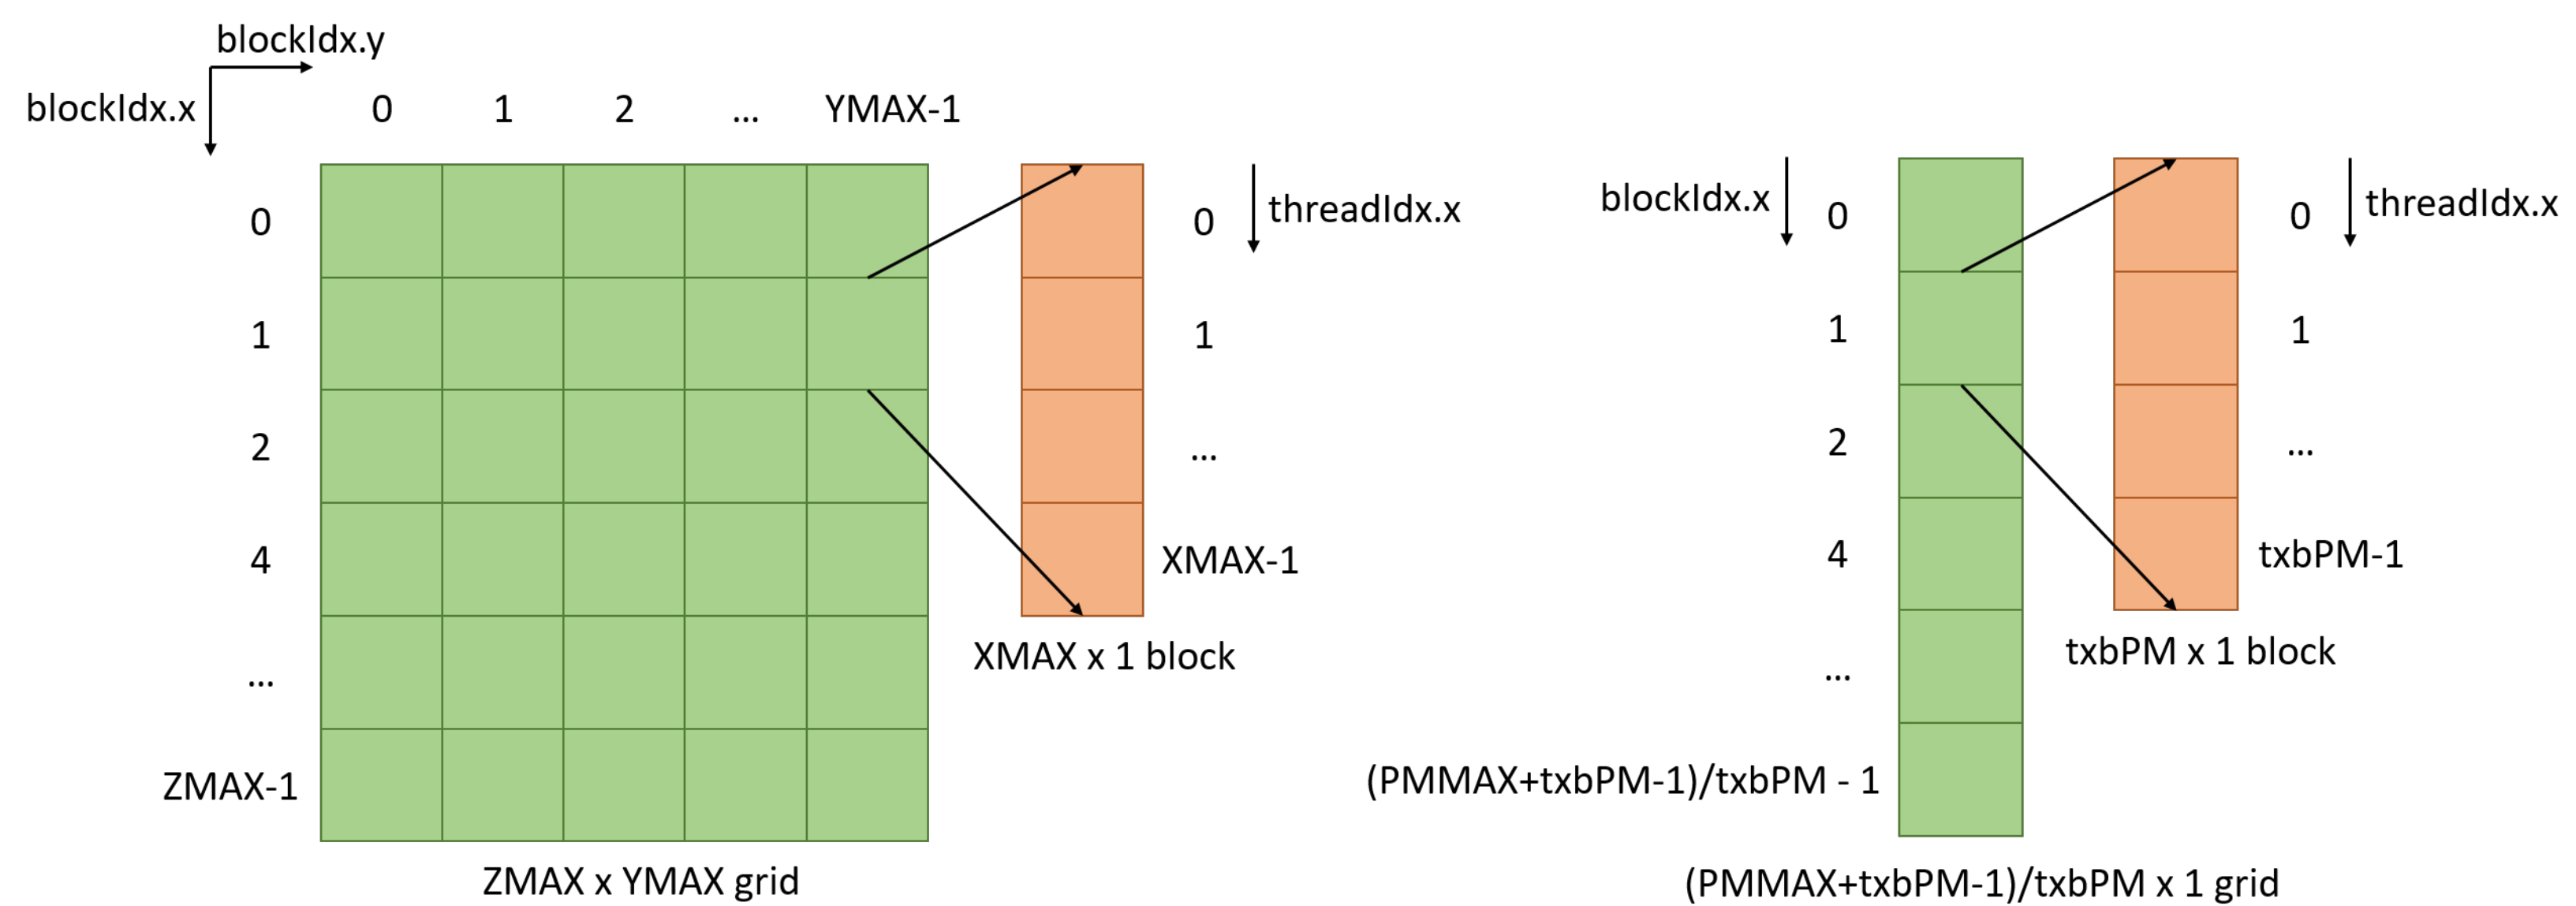 blockIdx.y
blockIdx.x
0 1 2 ... YMAX-1
0
1
2
4
...
ZMAX-1
ZMAX x YMAX grid
0
threadIdx.x
1
...
XMAX-1
XMAX x 1 block
blockIdx.x
0
1
2
4
...
(PMMAX+txbPM-1)/txbPM - 1
(PMMAX+txbPM-1)/txbPM x 1 grid
0
threadIdx.x
1
...
txbPM-1
txbPM x 1 block